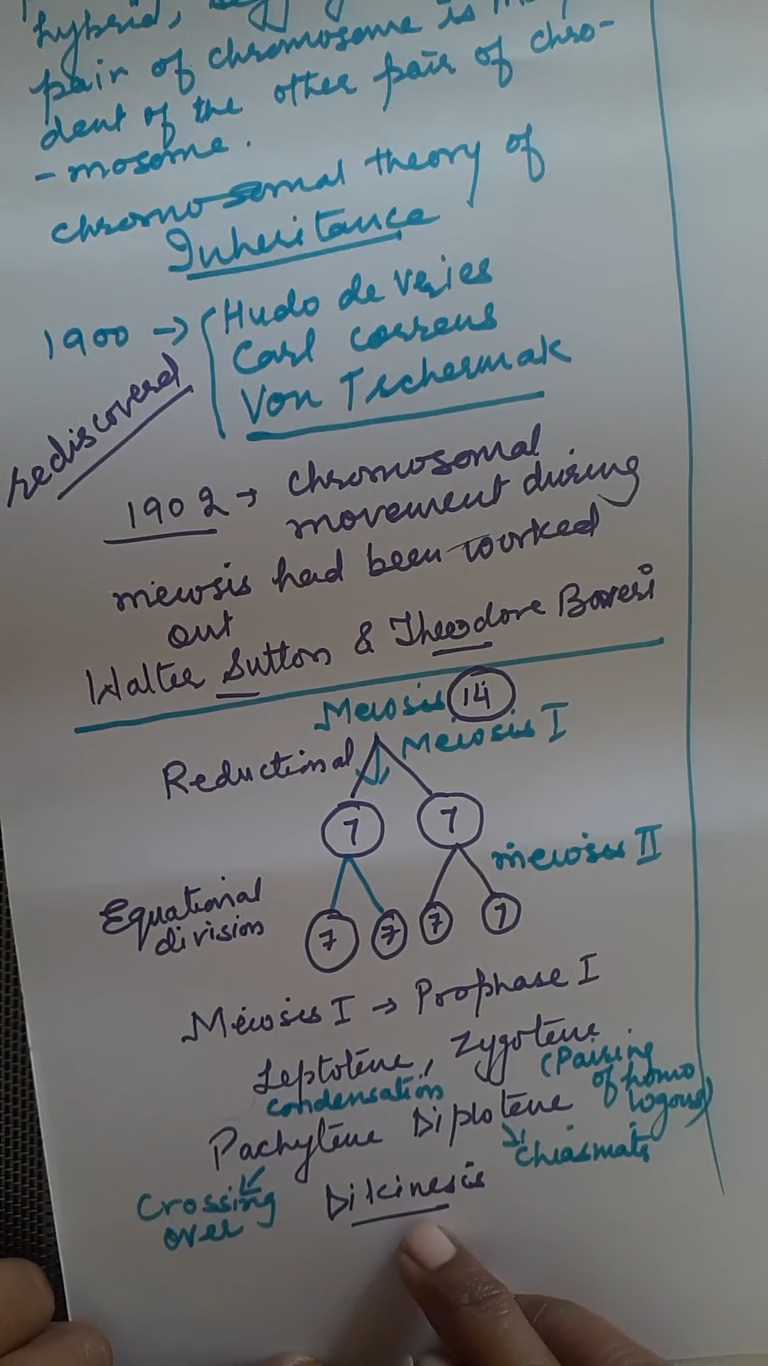 hybrid,
pair of chromosome is
dent of the other pair of chro-
-mosome.
chromosomal theory of
Inheritance
1900 → Hudo de veries
Carl correns
Von Tschermak
rediscovered
1902 → chromosomal
movement during
meiosis had been worked
out
Walter Sutton & Theodore Boveri
Meiosis 14
Reductional Meiosis I
7 7
meiosis II
Equational
division
7 7 7 7
Meiosis I → Prophase I
Leptotene, Zygotene
condensation (Pairing
of homo
logous)
Pachytene Diplotene
Chiasmata
Crossing
over
Dikinesis